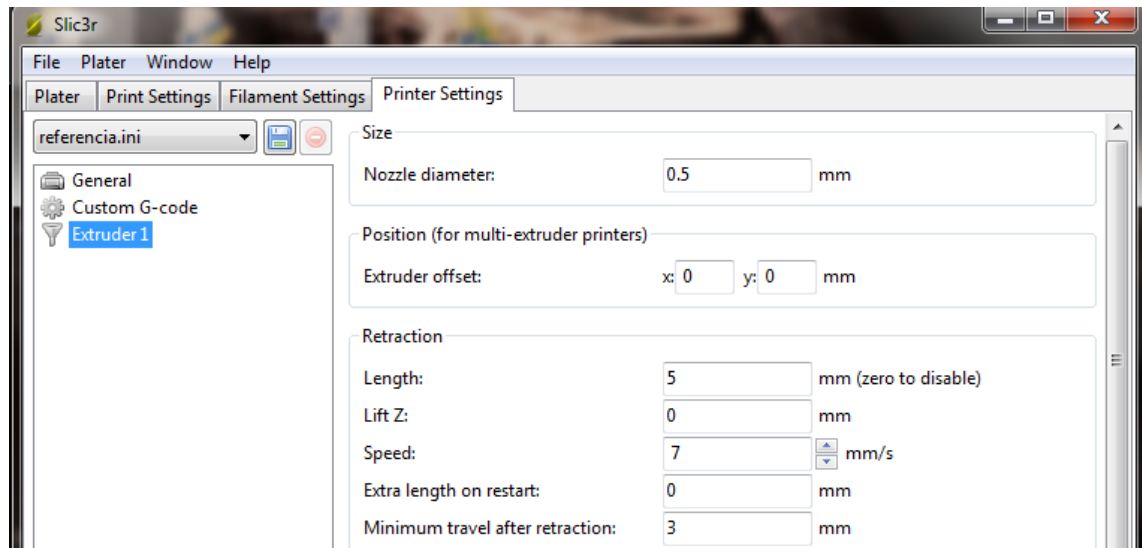 Slic3r
File Plater Window Help
Plater Print Settings Filament Settings Printer Settings
referencia.ini
General
Custom G-code
Extruder 1
Size
Nozzle diameter: 0.5 mm
Position (for multi-extruder printers)
Extruder offset: x: 0 y: 0 mm
Retraction
Length: 5 mm (zero to disable)
Lift Z: 0 mm
Speed: 7 mm/s
Extra length on restart: 0 mm
Minimum travel after retraction: 3 mm